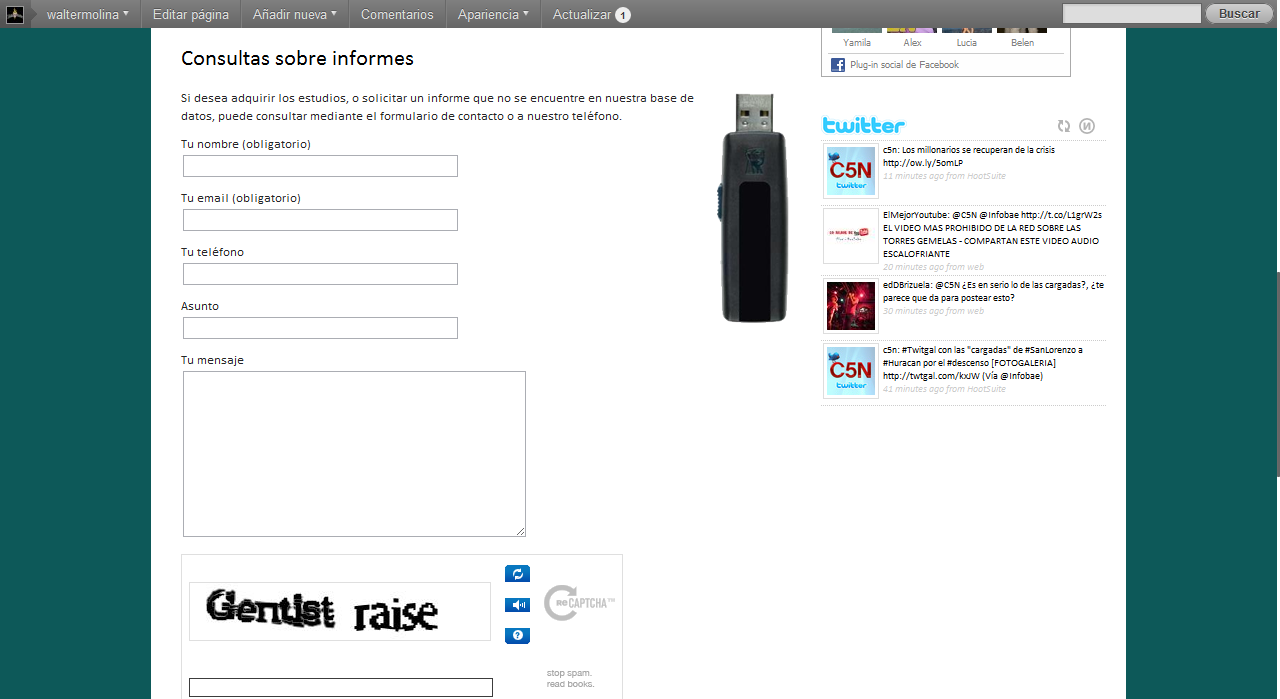 waltermolina
Editar página
Añadir nueva
Comentarios
Apariencia
Actualizar 1
Buscar
Consultas sobre informes
Si desea adquirir los estudios, o solicitar un informe que no se encuentre en nuestra base de
datos, puede consultar mediante el formulario de contacto o a nuestro teléfono.
Tu nombre (obligatorio)
Tu email (obligatorio)
Tu teléfono
Asunto
Tu mensaje
Gentist raise
reCAPTCHA™
stop spam.
read books.
Yamila Alex Lucia Belen
Plug-in social de Facebook
twitter
C5N
twitter
c5n: Los millonarios se recuperan de la crisis
http://ow.ly/5omLP
11 minutes ago from HootSuite
ElMejorYoutube: @C5N @Infobae http://t.co/L1grW2s
EL VIDEO MAS PROHIBIDO DE LA RED SOBRE LAS
TORRES GEMELAS - COMPARTAN ESTE VIDEO AUDIO
ESCALOFRIANTE
20 minutes ago from web
edDBrizuela: @C5N ¿Es en serio lo de las cargadas?, ¿te
parece que da para postear esto?
30 minutes ago from web
C5N
twitter
c5n: #Twitgal con las "cargadas" de #SanLorenzo a
#Huracan por el #descenso [FOTOGALERIA]
http://twtgal.com/kxJW (Vía @Infobae)
41 minutes ago from HootSuite